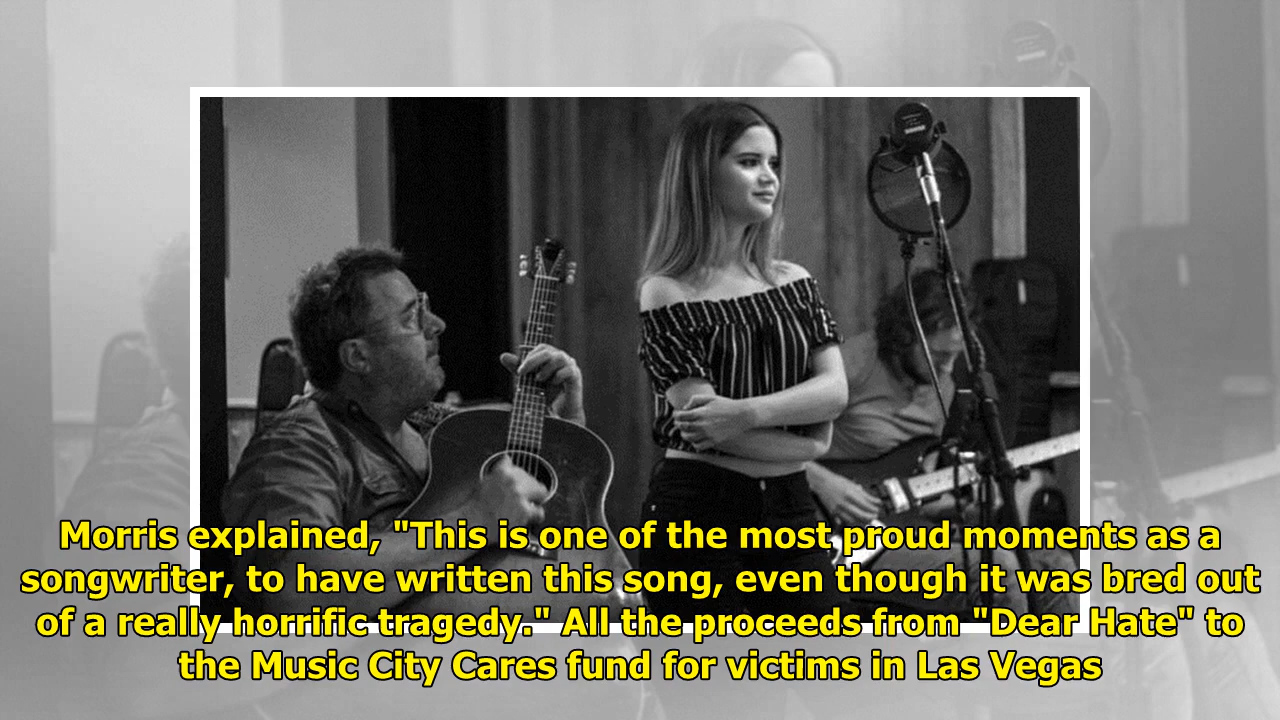 Morris explained, "This is one of the most proud moments as a
songwriter, to have written this song, even though it was bred out
of a really horrific tragedy." All the proceeds from "Dear Hate" to
the Music City Cares fund for victims in Las Vegas